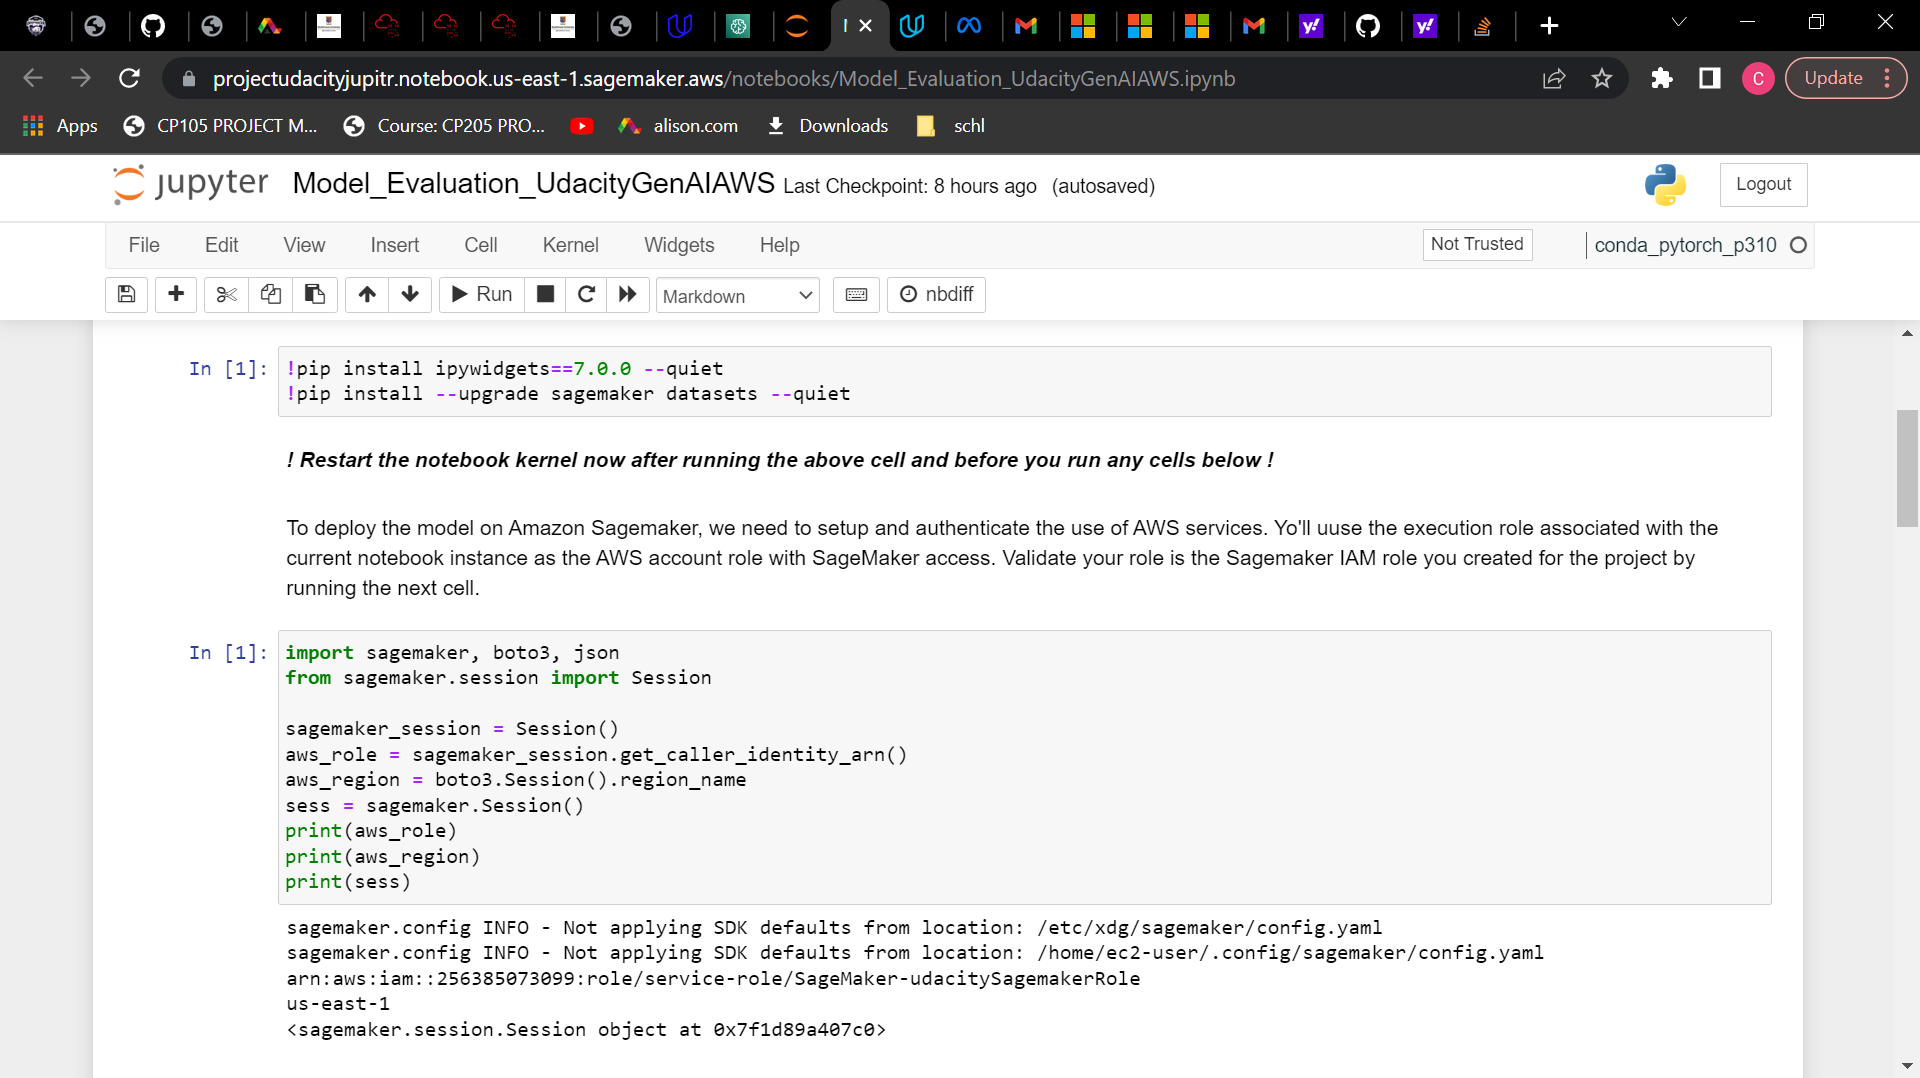 projectudacityjupitr.notebook.us-east-1.sagemaker.aws/notebooks/Model_Evaluation_UdacityGenAIAWS.ipynb
C
Update
Apps
CP105 PROJECT M...
Course: CP205 PRO...
alison.com
Downloads
schl
jupyter
Model_Evaluation_UdacityGenAIAWS Last Checkpoint: 8 hours ago (autosaved)
Logout
File Edit View Insert Cell Kernel Widgets Help
Not Trusted
conda_pytorch_p310
Run
Markdown
nbdiff
In [1]: !pip install ipywidgets==7.0.0 --quiet
!pip install --upgrade sagemaker datasets --quiet
! Restart the notebook kernel now after running the above cell and before you run any cells below !
To deploy the model on Amazon Sagemaker, we need to setup and authenticate the use of AWS services. Yo'll uuse the execution role associated with the
current notebook instance as the AWS account role with SageMaker access. Validate your role is the Sagemaker IAM role you created for the project by
running the next cell.
In [1]: import sagemaker, boto3, json
from sagemaker.session import Session
sagemaker_session = Session()
aws_role = sagemaker_session.get_caller_identity_arn()
aws_region = boto3.Session().region_name
sess = sagemaker.Session()
print(aws_role)
print(aws_region)
print(sess)
sagemaker.config INFO - Not applying SDK defaults from location: /etc/xdg/sagemaker/config.yaml
sagemaker.config INFO - Not applying SDK defaults from location: /home/ec2-user/.config/sagemaker/config.yaml
arn:aws:iam::256385073099:role/service-role/SageMaker-udacitySagemakerRole
us-east-1
<sagemaker.session.Session object at 0x7f1d89a407c0>